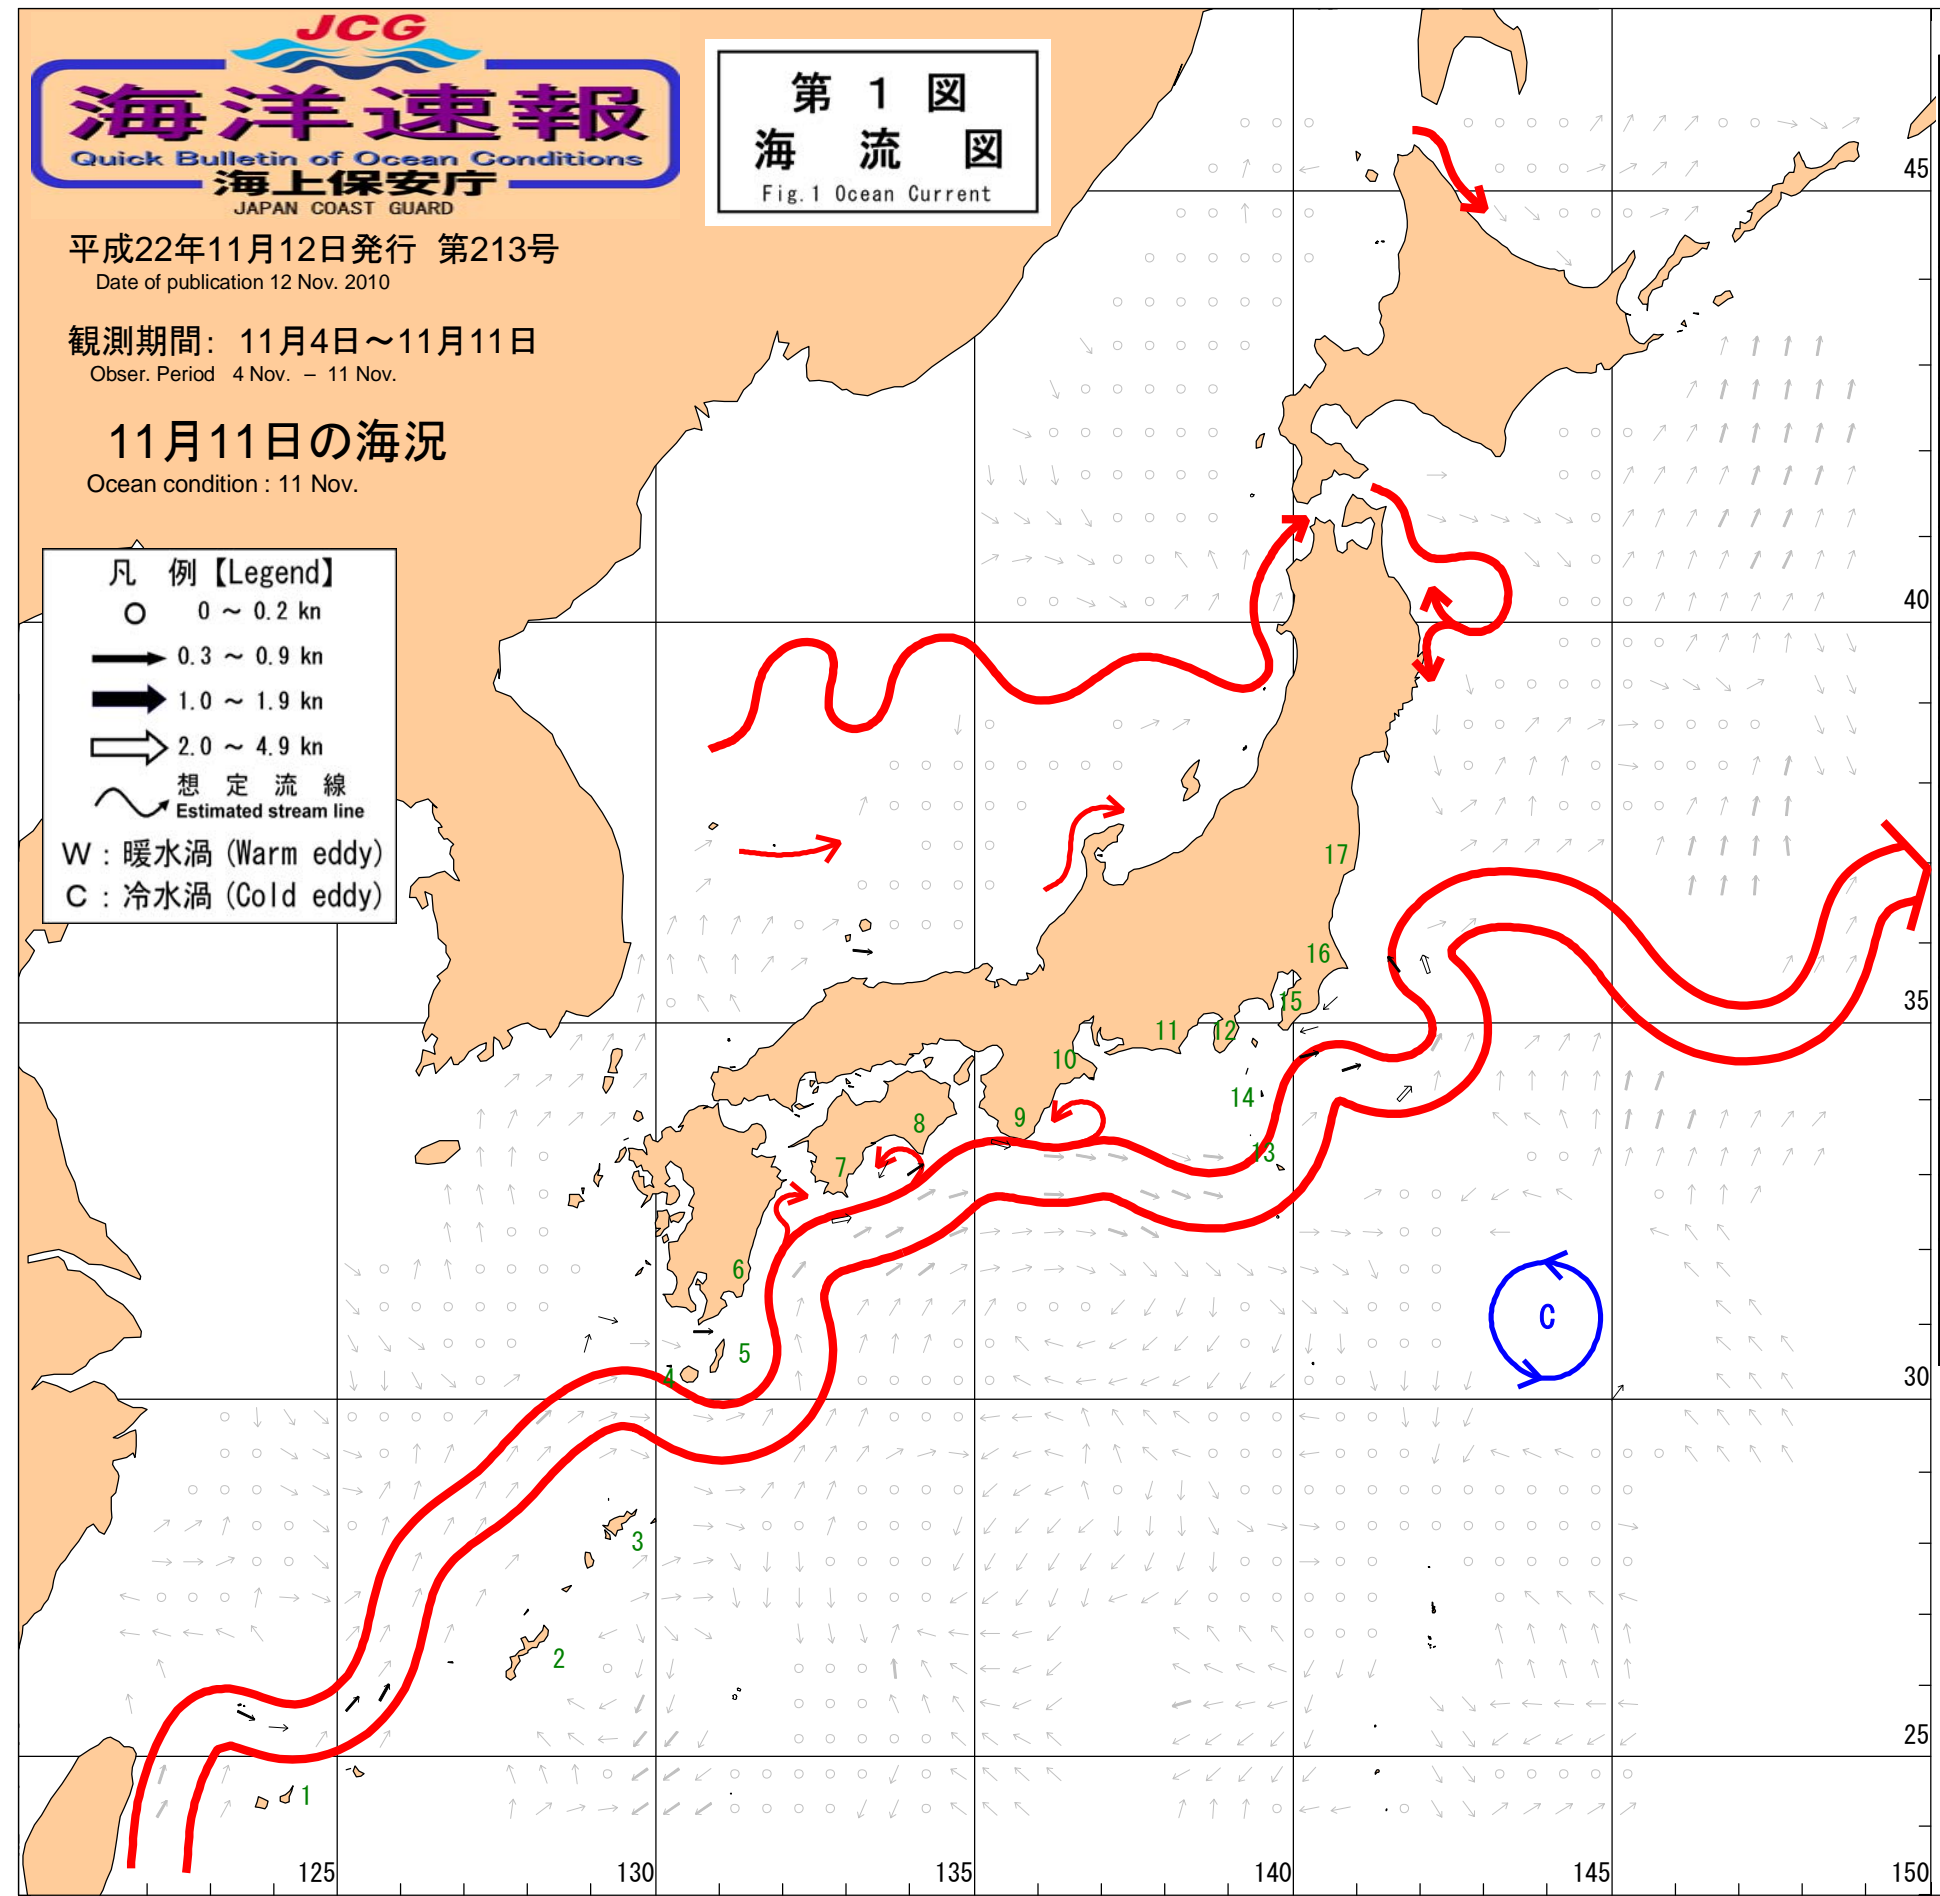 JCG
海洋速報
Quick Bulletin of Ocean Conditions
海上保安庁
JAPAN COAST GUARD
第 1 図
海 流 図
Fig.1 Ocean Current
平成22年11月12日発行 第213号
Date of publication 12 Nov. 2010
観測期間: 11月4日～11月11日
Obser. Period 4 Nov. – 11 Nov.
11月11日の海況
Ocean condition : 11 Nov.
凡 例【Legend】
0 ～ 0.2 kn
0.3 ～ 0.9 kn
1.0 ～ 1.9 kn
2.0 ～ 4.9 kn
想 定 流 線
Estimated stream line
W : 暖水渦 (Warm eddy)
C : 冷水渦 (Cold eddy)
45
40
17
16
35
15
12
11
10
14
9
8
13
7
6
C
5
4
30
3
2
25
1
125
130
135
140
145
150